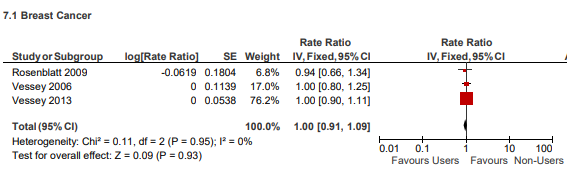 7.1 Breast Cancer
Rate Ratio Rate Ratio
Study or Subgroup log[Rate Ratio] SE Weight IV, Fixed, 95% CI IV, Fixed, 95% CI
Rosenblatt 2009 -0.0619 0.1804 6.8% 0.94 [0.66, 1.34]
Vessey 2006 0 0.1139 17.0% 1.00 [0.80, 1.25]
Vessey 2013 0 0.0538 76.2% 1.00 [0.90, 1.11]
Total (95% CI) 100.0% 1.00 [0.91, 1.09]
Heterogeneity: Chi² = 0.11, df = 2 (P = 0.95); I² = 0%
Test for overall effect: Z = 0.09 (P = 0.93)
0.01 0.1 1 10 100
Favours Users Favours Non-Users